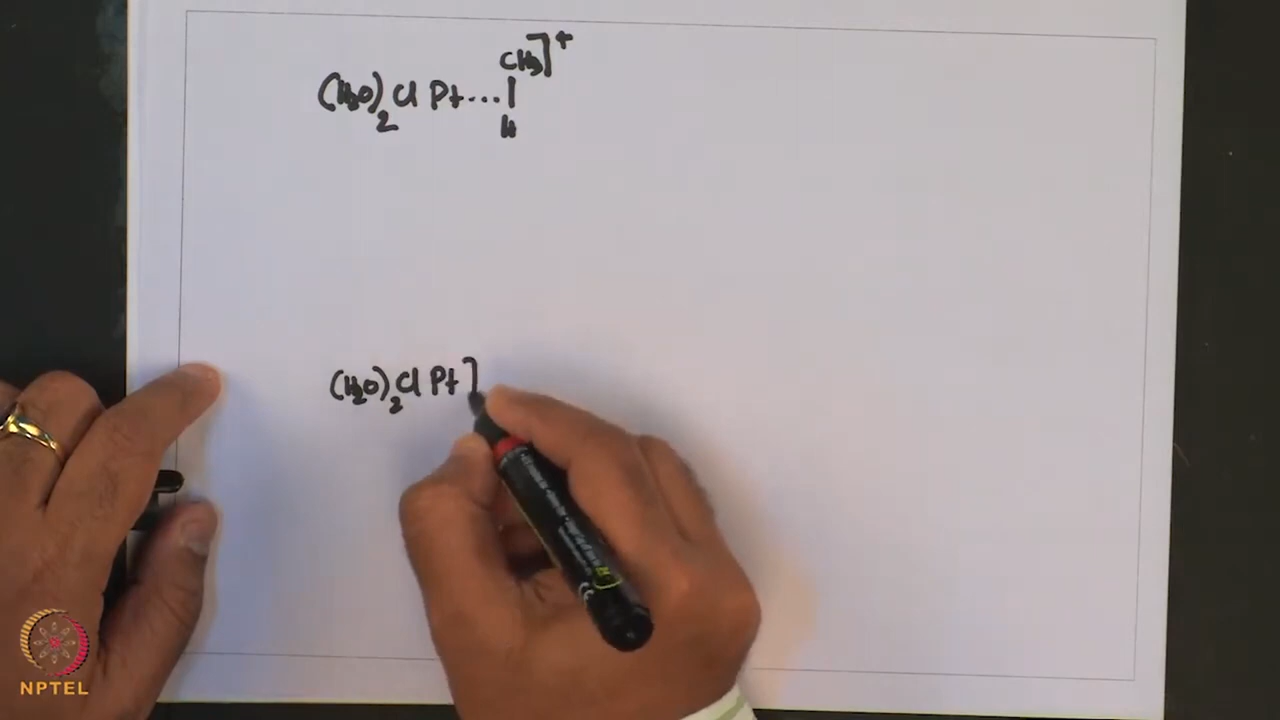 CH3]+
(H2O)2Cl Pt...|
H
(H2O)2Cl Pt]
NPTEL